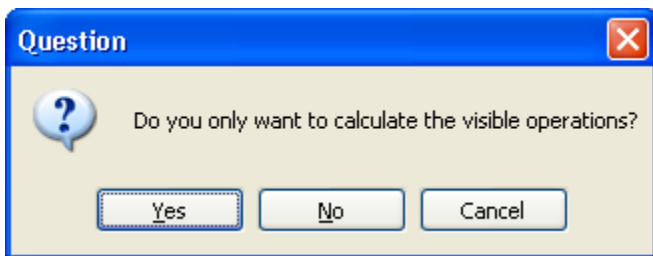 Question
Do you only want to calculate the visible operations?
Yes
No
Cancel